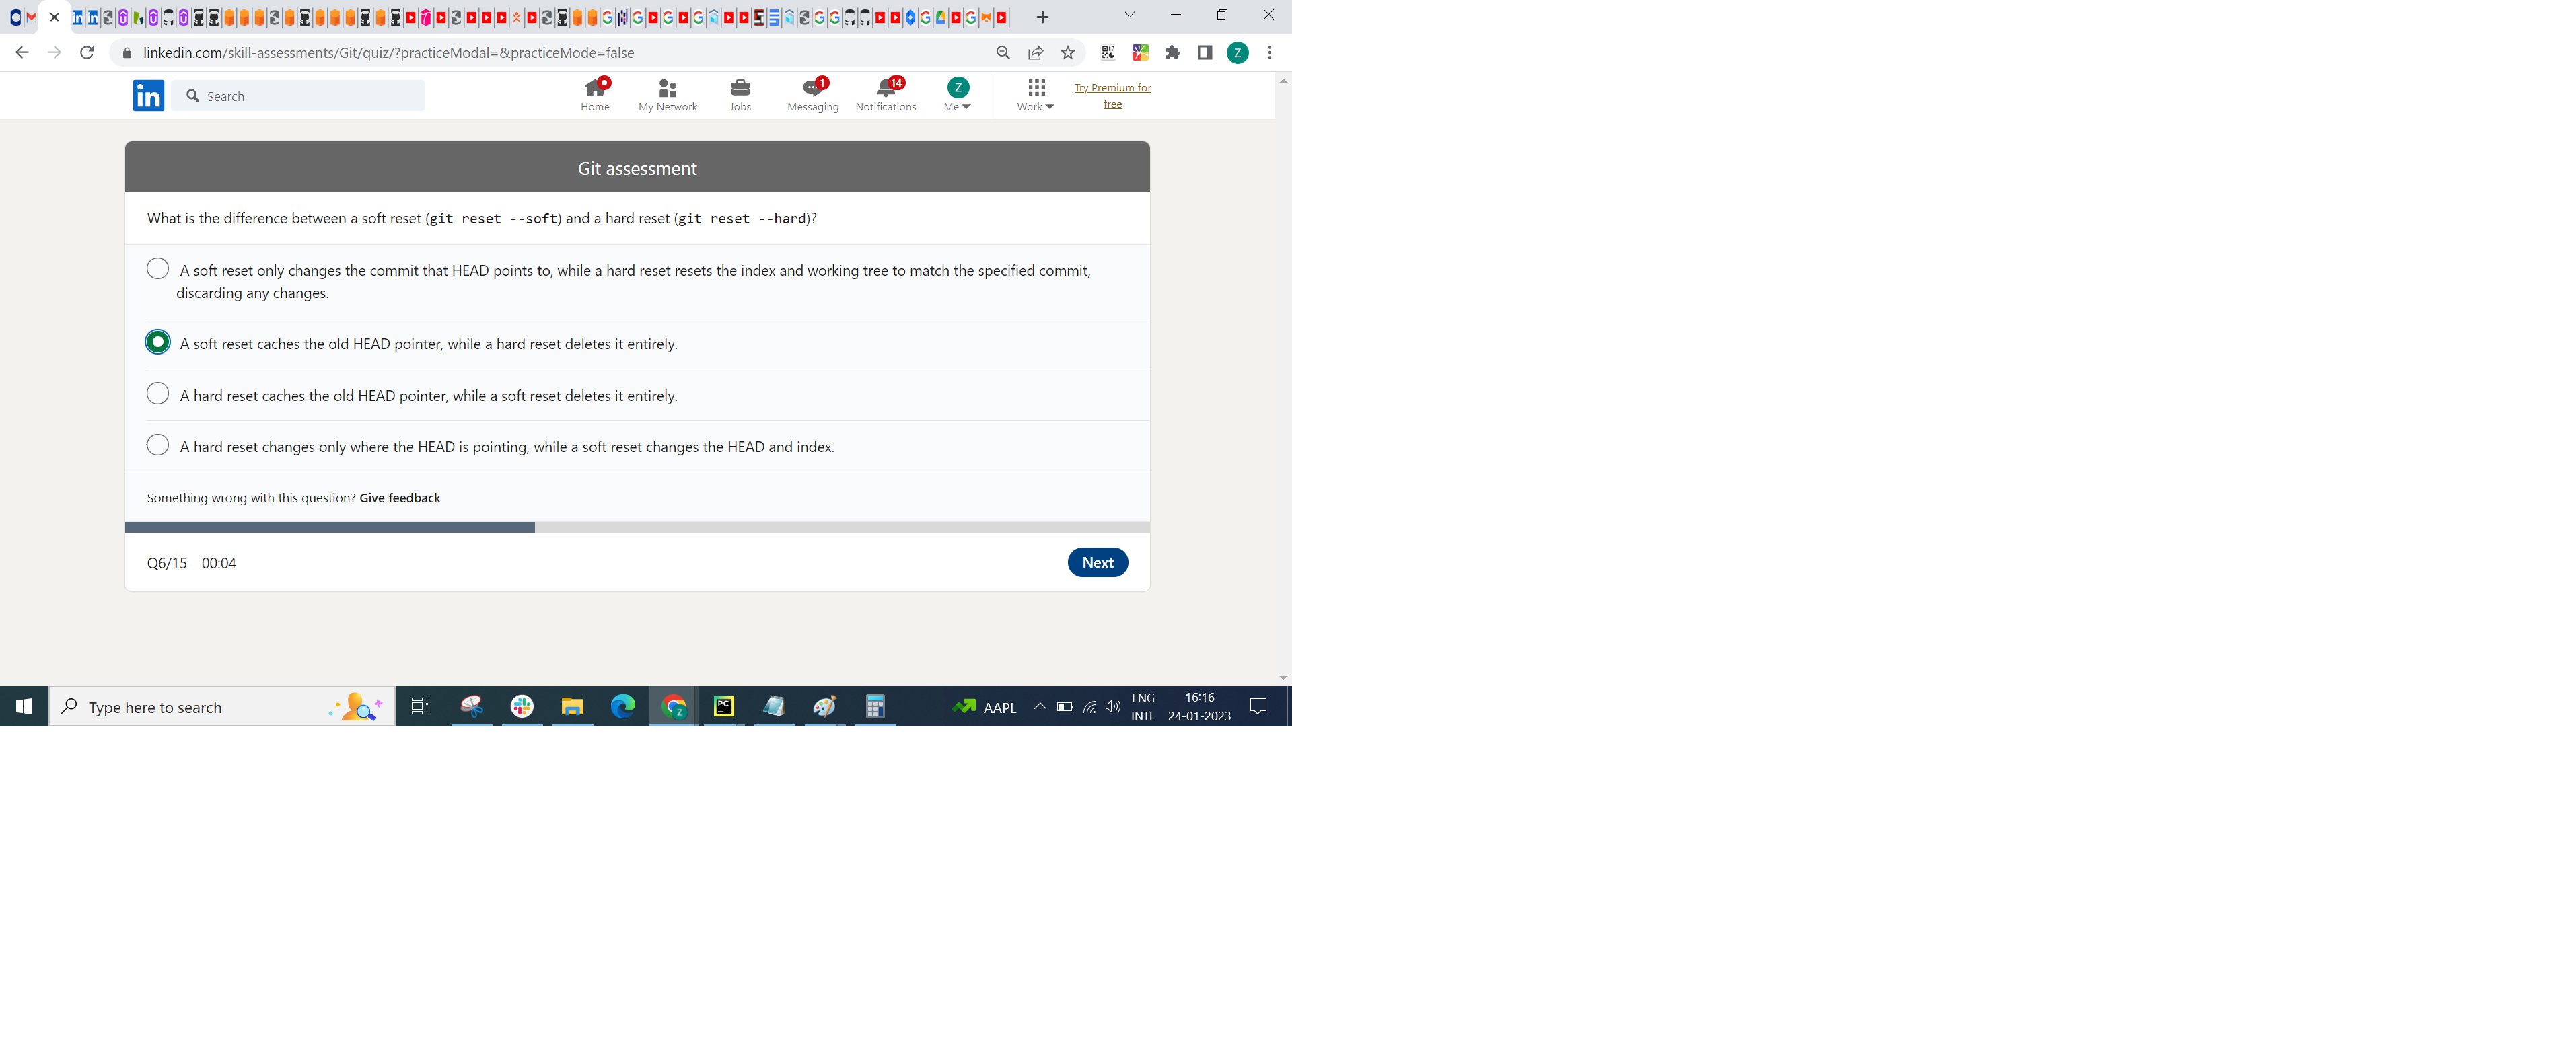 linkedin.com/skill-assessments/Git/quiz/?practiceModal=&practiceMode=false
Z
in
Search
Home
My Network
Jobs
1
Messaging
14
Notifications
Z
Me
Work
Try Premium for
free
Git assessment
What is the difference between a soft reset (git reset --soft) and a hard reset (git reset --hard)?
A soft reset only changes the commit that HEAD points to, while a hard reset resets the index and working tree to match the specified commit,
discarding any changes.
A soft reset caches the old HEAD pointer, while a hard reset deletes it entirely.
A hard reset caches the old HEAD pointer, while a soft reset deletes it entirely.
A hard reset changes only where the HEAD is pointing, while a soft reset changes the HEAD and index.
Something wrong with this question? Give feedback
Q6/15 00:04
Next
Type here to search
PC
AAPL
ENG
INTL
16:16
24-01-2023